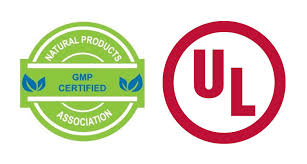 NATURAL PRODUCTS
GMP
CERTIFIED
ASSOCIATION
UL